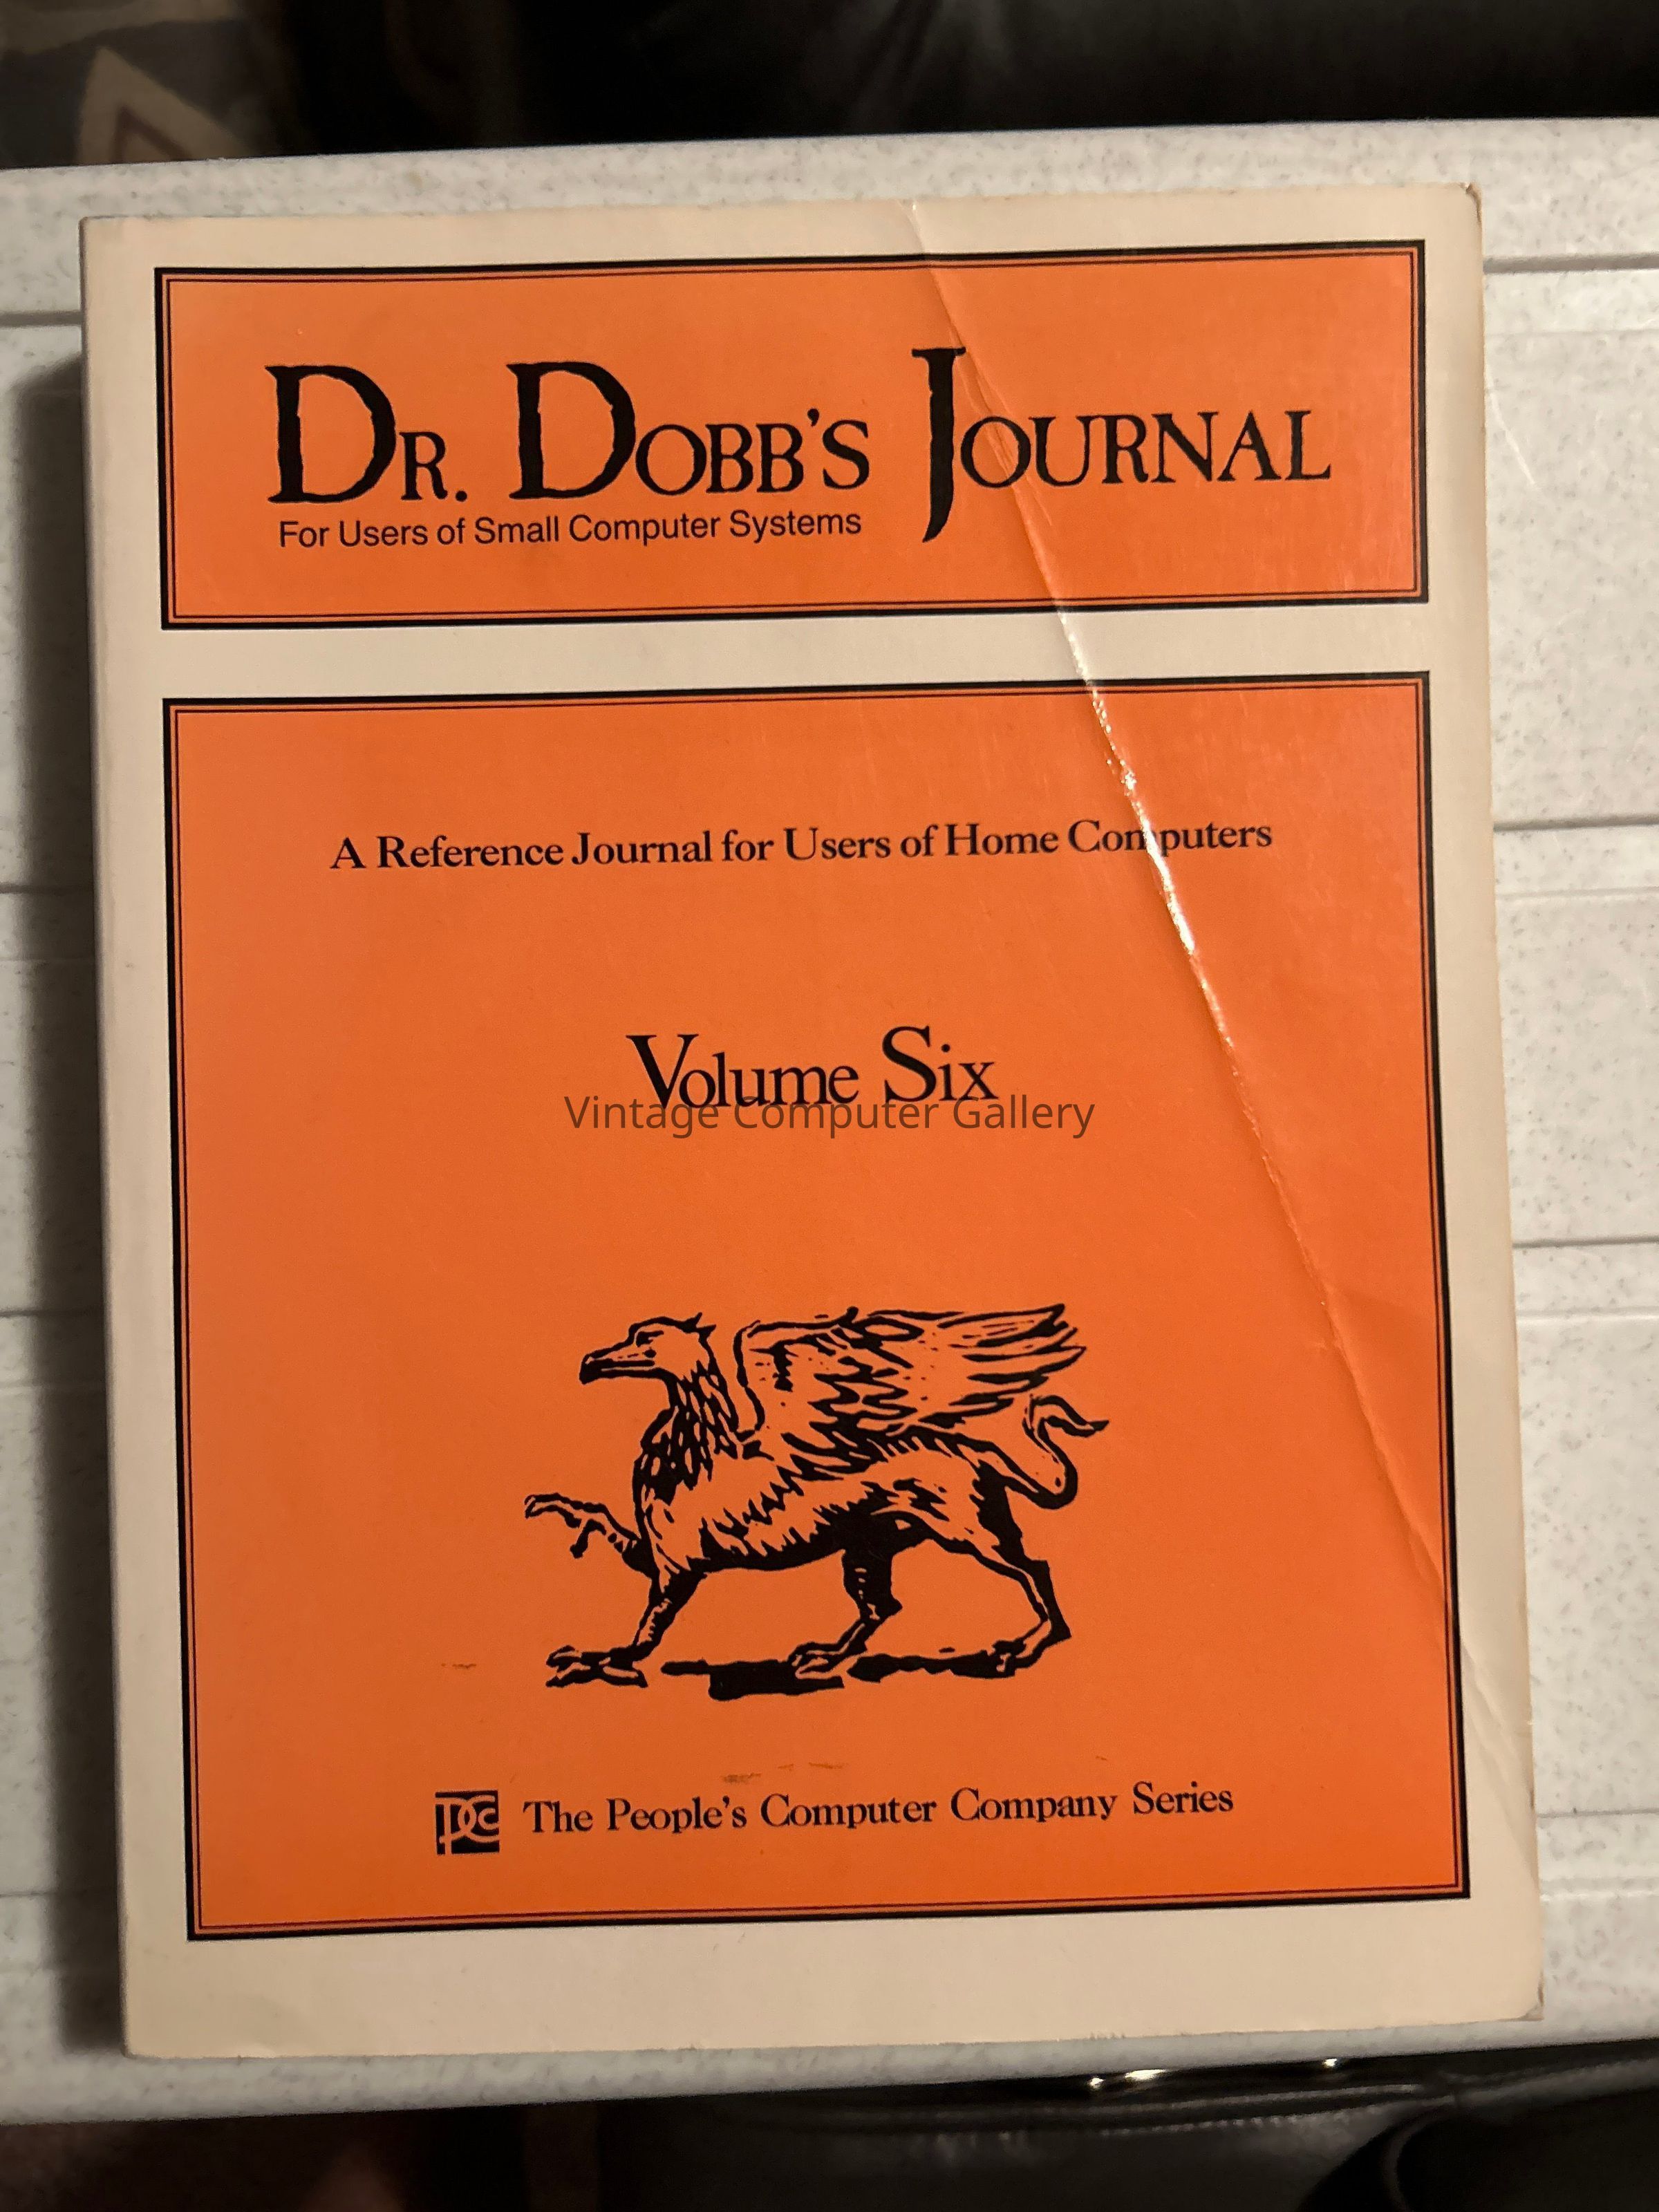 DR. DOBB'S JOURNAL
For Users of Small Computer Systems
A Reference Journal for Users of Home Computers
Volume Six
Vintage Computer Gallery
pcc The People's Computer Company Series